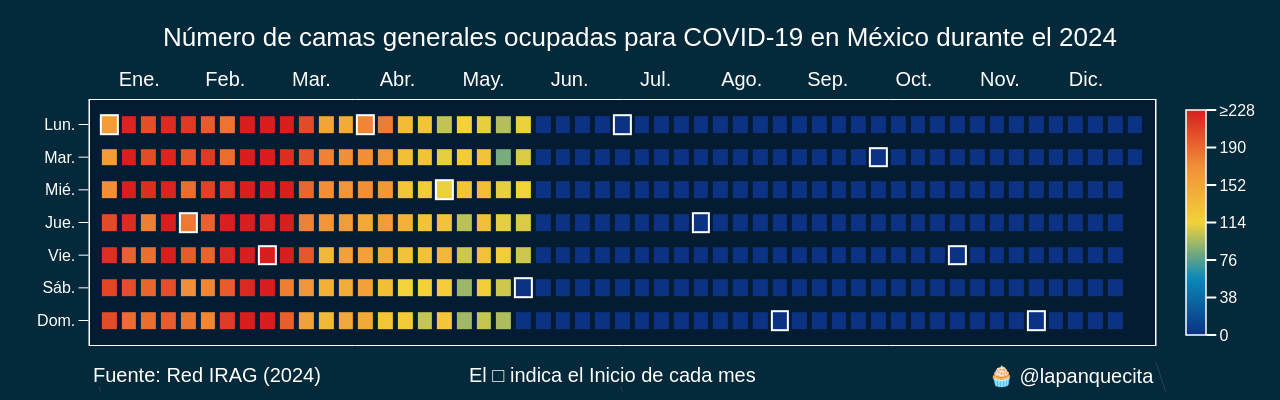 Número de camas generales ocupadas para COVID-19 en México durante el 2024
Ene. Feb. Mar. Abr. May. Jun. Jul. Ago. Sep. Oct. Nov. Dic.
Lun.
Mar.
Mié.
Jue.
Vie.
Sáb.
Dom.
≥228
190
152
114
76
38
0
Fuente: Red IRAG (2024)
El □ indica el Inicio de cada mes
🧁 @lapanquecita